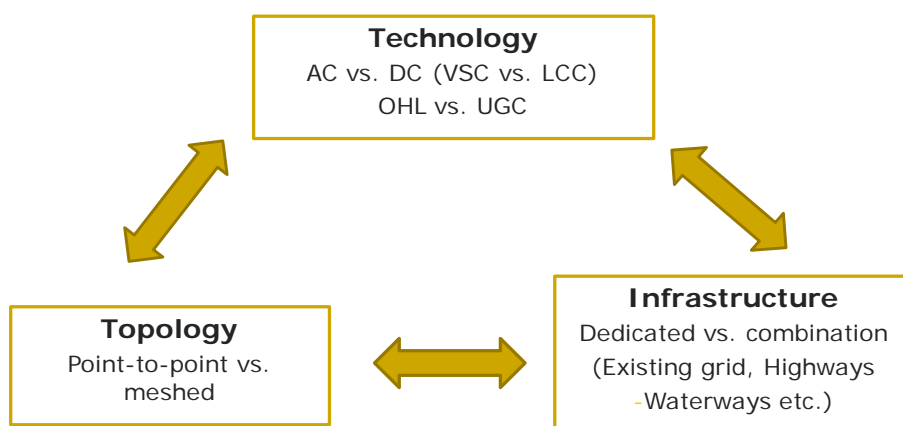 Technology
AC vs. DC (VSC vs. LCC)
OHL vs. UGC
Topology
Point-to-point vs.
meshed
Infrastructure
Dedicated vs. combination
(Existing grid, Highways
-Waterways etc.)